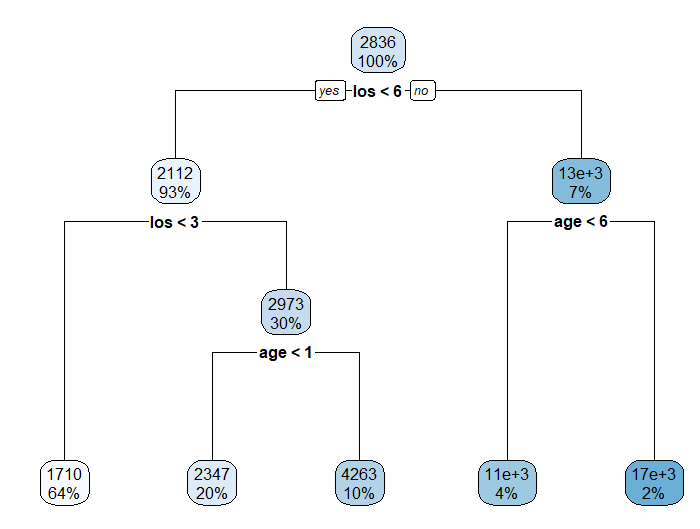 2836
100%
yes los < 6 no
2112
93%
13e+3
7%
los < 3
age < 6
2973
30%
age < 1
1710
64%
2347
20%
4263
10%
11e+3
4%
17e+3
2%